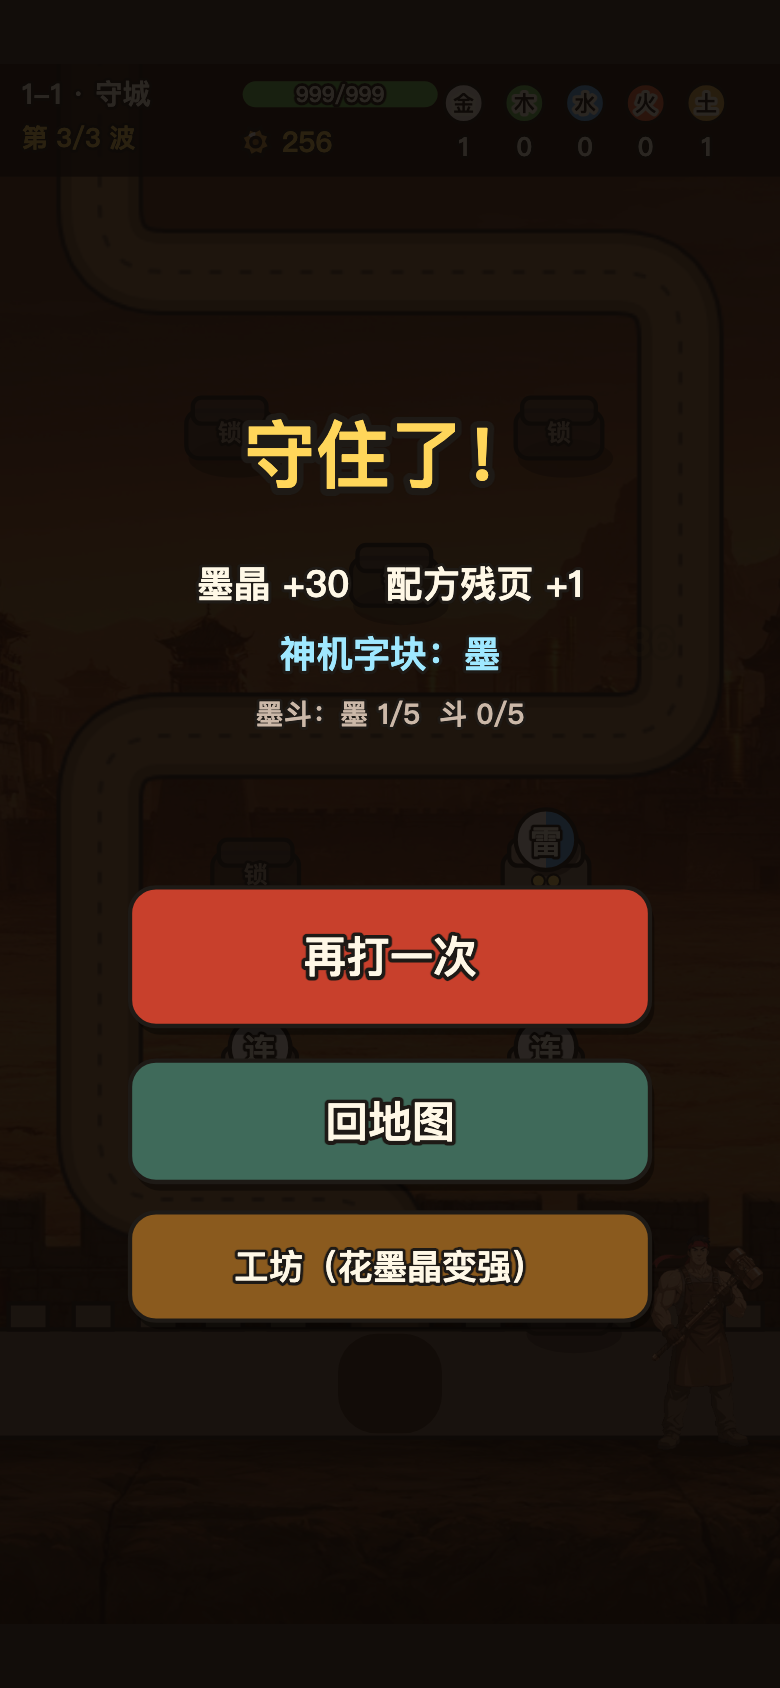 1-1 · 守城
999/999
金 木 水 火 土
第 3/3 波
256
1 0 0 0 1
锁
锁
守住了！
墨晶 +30 配方残页 +1
神机字块：墨
墨斗：墨 1/5 斗 0/5
雷
锁
再打一次
连
连
回地图
工坊（花墨晶变强）